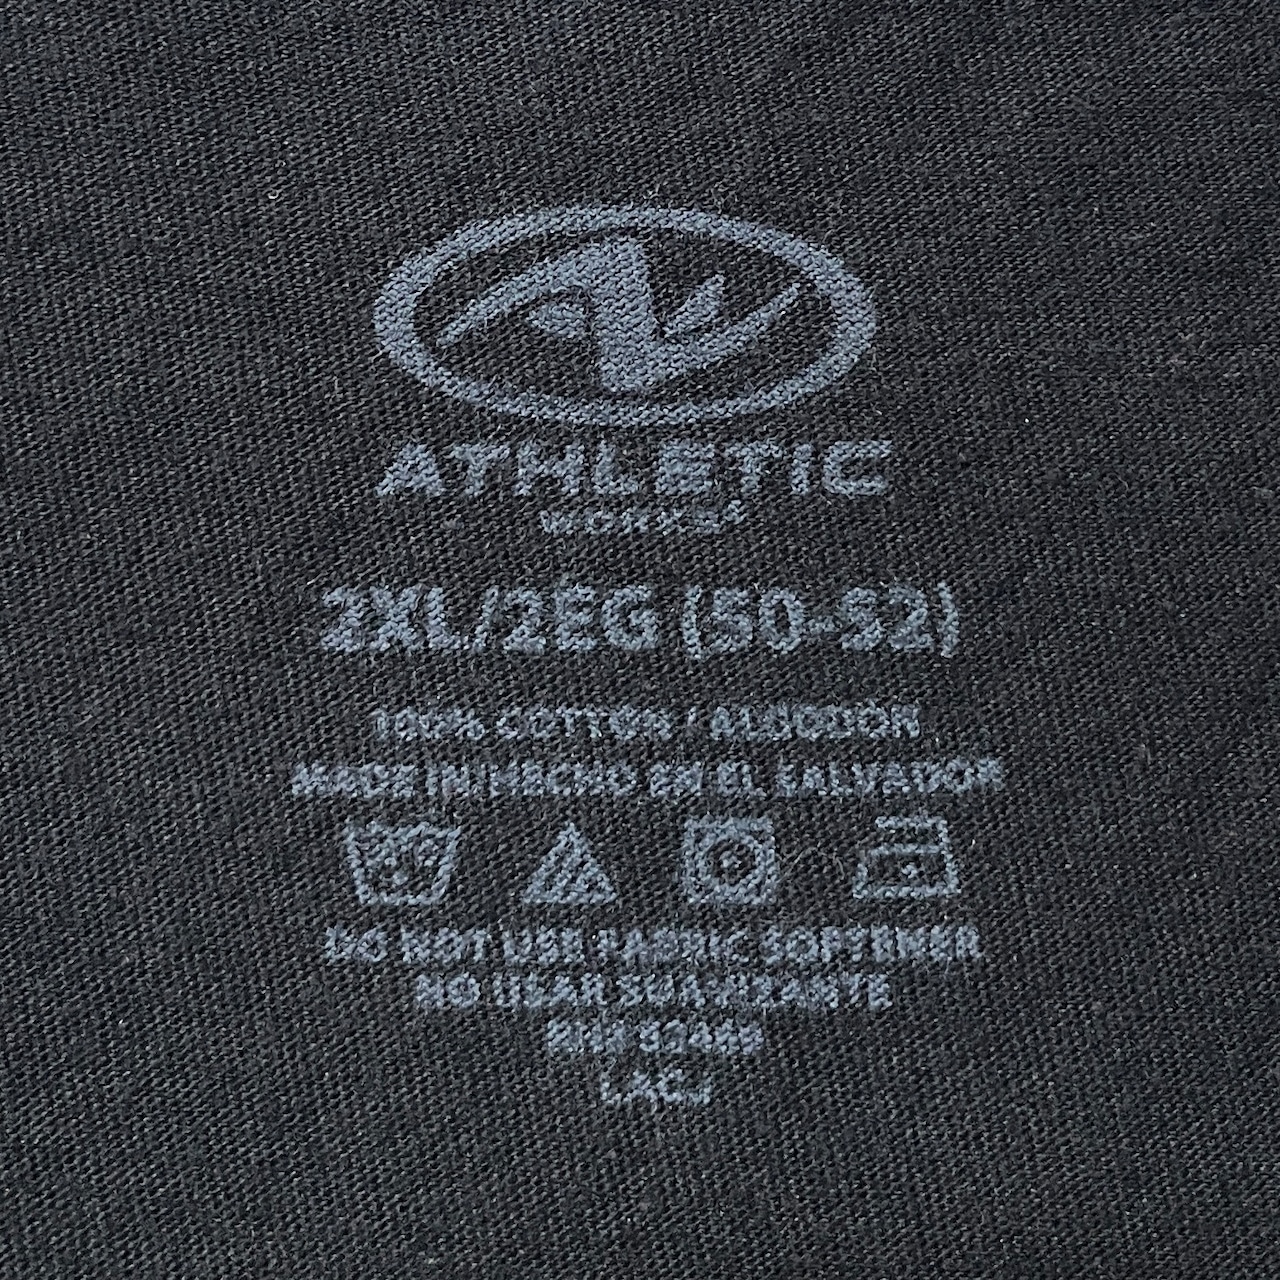 ATHLETIC
WORKS®
2XL/2EG (50-52)
100% COTTON / ALGODÓN
MADE IN/HECHO EN EL SALVADOR
DO NOT USE FABRIC SOFTENER
NO USAR SUAVIZANTE
LACJ